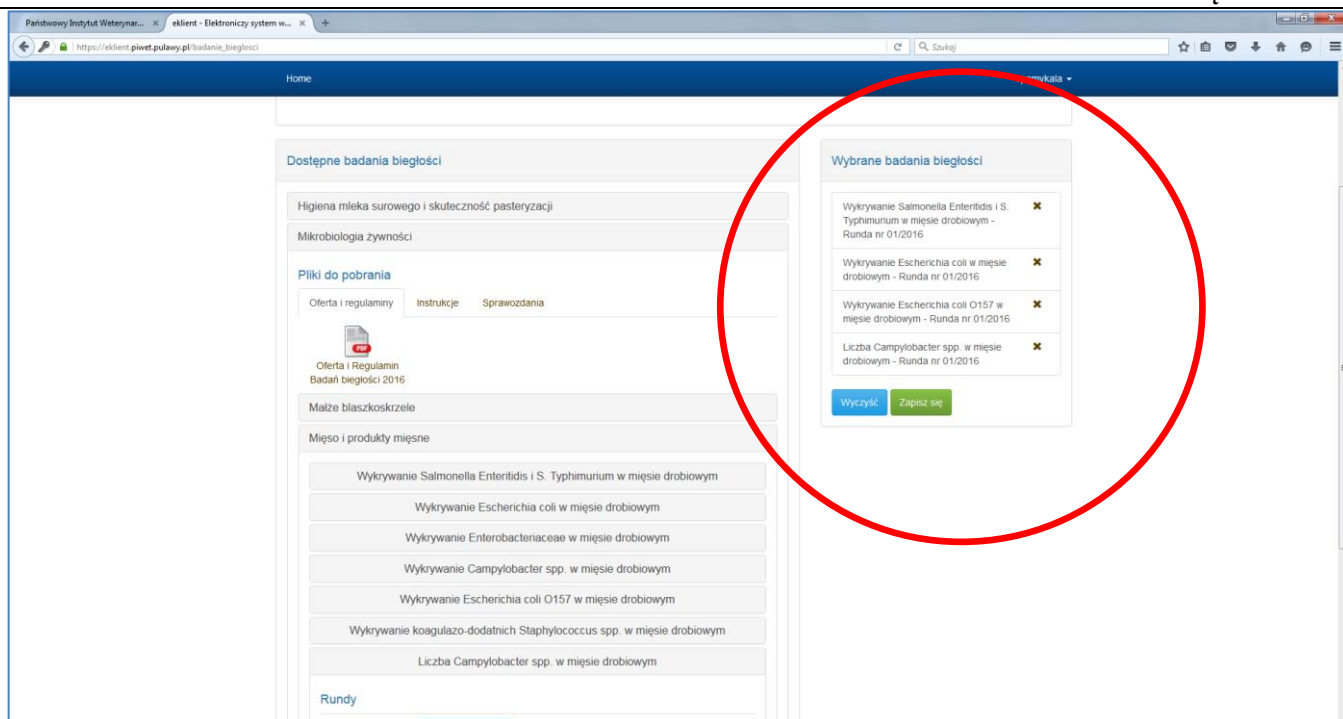 Państwowy Instytut Weterynar... ×
eklient - Elektroniczy system w... × +
https://eklient.piwet.pulawy.pl/badanie_bieglosci
Szukaj
Home
Dostępne badania biegłości
Higiena mleka surowego i skuteczność pasteryzacji
Mikrobiologia żywności
Pliki do pobrania
Oferta i regulaminy Instrukcje Sprawozdania
PDF
Oferta i Regulamin
Badań biegłości 2016
Małże blaszkoskrzele
Mięso i produkty mięsne
Wykrywanie Salmonella Enteritidis i S. Typhimurium w mięsie drobiowym
Wykrywanie Escherichia coli w mięsie drobiowym
Wykrywanie Enterobacteriaceae w mięsie drobiowym
Wykrywanie Campylobacter spp. w mięsie drobiowym
Wykrywanie Escherichia coli O157 w mięsie drobiowym
Wykrywanie koagulazo-dodatnich Staphylococcus spp. w mięsie drobiowym
Liczba Campylobacter spp. w mięsie drobiowym
Rundy
Wybrane badania biegłości
Wykrywanie Salmonella Enteritidis i S.
Typhimurium w mięsie drobiowym -
Runda nr 01/2016
Wykrywanie Escherichia coli w mięsie
drobiowym - Runda nr 01/2016
Wykrywanie Escherichia coli O157 w
mięsie drobiowym - Runda nr 01/2016
Liczba Campylobacter spp. w mięsie
drobiowym - Runda nr 01/2016
Wyczyść Zapisz się